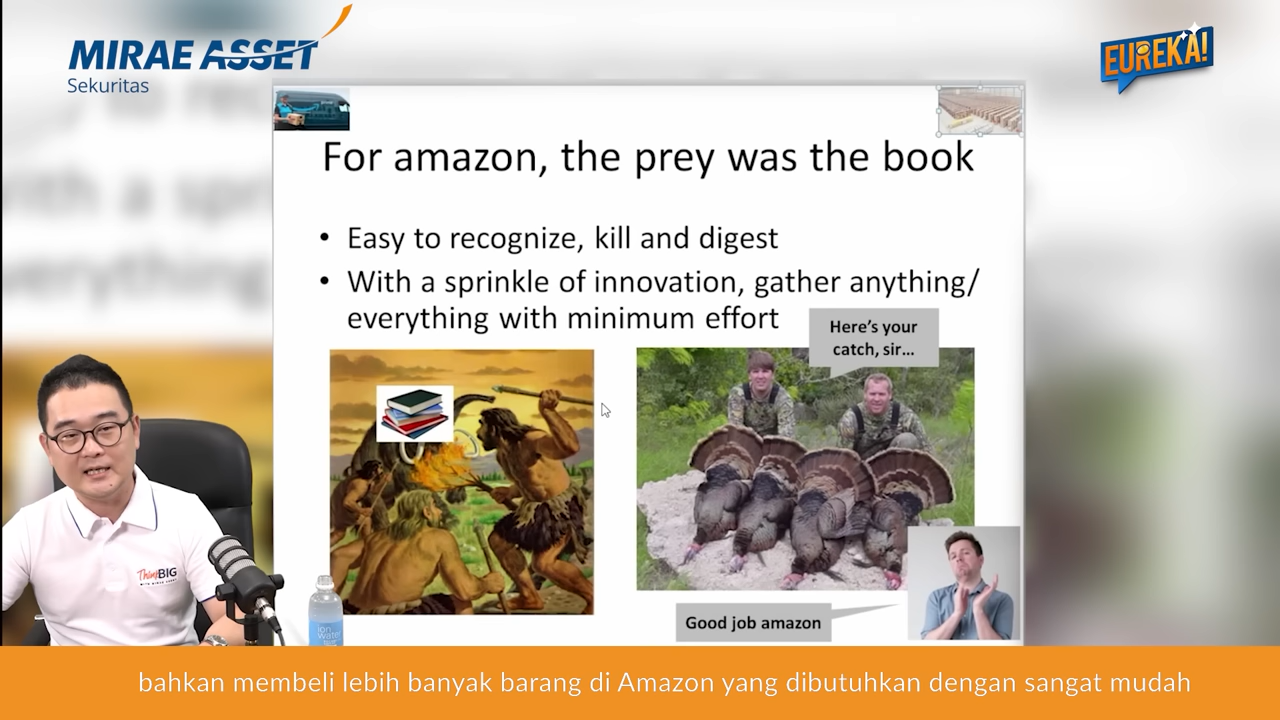 MIRAE ASSET
Sekuritas
EUREKA!
For amazon, the prey was the book
• Easy to recognize, kill and digest
• With a sprinkle of innovation, gather anything/
everything with minimum effort
Here's your
catch, sir...
Good job amazon
ThinkBIG
ion
water
bahkan membeli lebih banyak barang di Amazon yang dibutuhkan dengan sangat mudah